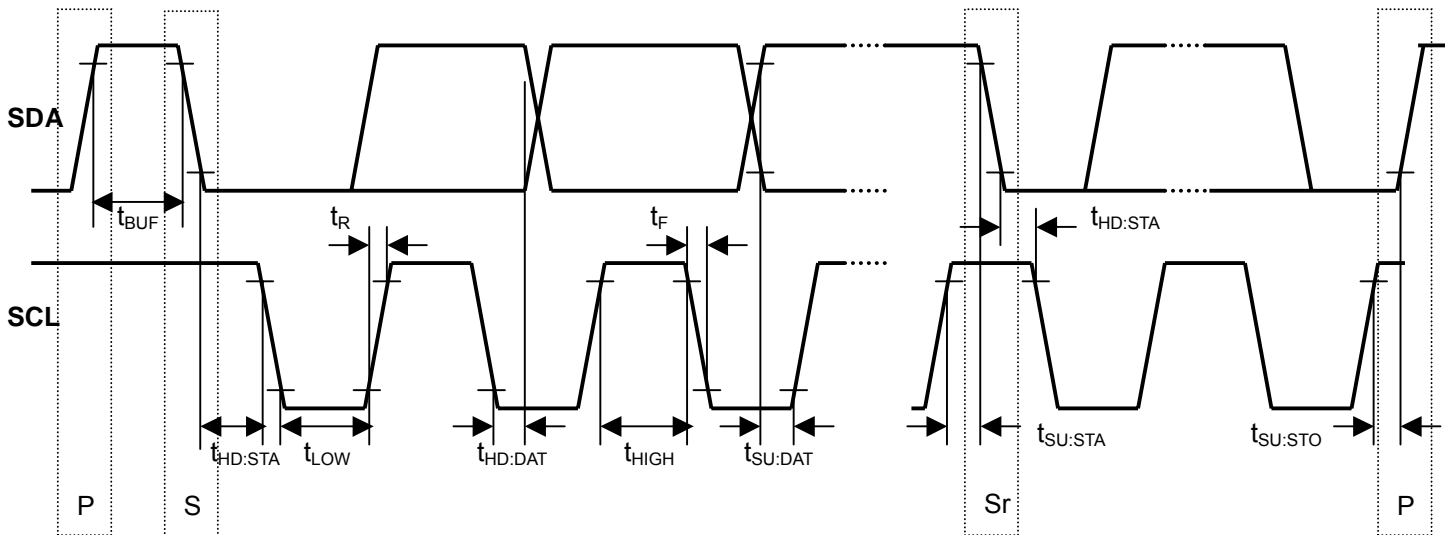 SDA
t_BUF
t_R
t_F
t_HD:STA
SCL
t_HD:STA
t_LOW
t_HD:DAT
t_HIGH
t_SU:DAT
t_SU:STA
t_SU:STO
P
S
Sr
P